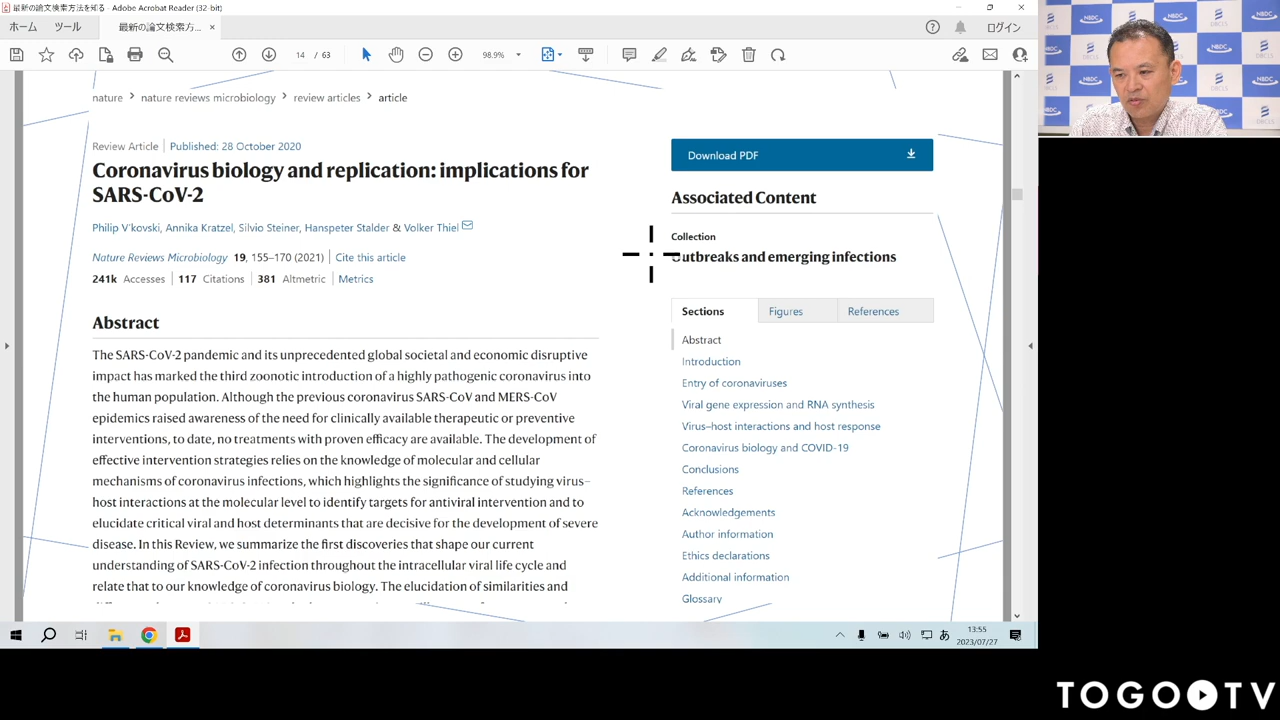 最新の論文検索方法を知る - Adobe Acrobat Reader (32-bit)
ホーム ツール 最新の論文検索方... × ログイン
14 / 63 98.9%
nature > nature reviews microbiology > review articles > article
Review Article | Published: 28 October 2020
Coronavirus biology and replication: implications for
SARS-CoV-2
Philip V'kovski, Annika Kratzel, Silvio Steiner, Hanspeter Stalder & Volker Thiel
Nature Reviews Microbiology 19, 155–170 (2021) | Cite this article
241k Accesses | 117 Citations | 381 Altmetric | Metrics
Abstract
The SARS-CoV-2 pandemic and its unprecedented global societal and economic disruptive
impact has marked the third zoonotic introduction of a highly pathogenic coronavirus into
the human population. Although the previous coronavirus SARS-CoV and MERS-CoV
epidemics raised awareness of the need for clinically available therapeutic or preventive
interventions, to date, no treatments with proven efficacy are available. The development of
effective intervention strategies relies on the knowledge of molecular and cellular
mechanisms of coronavirus infections, which highlights the significance of studying virus–
host interactions at the molecular level to identify targets for antiviral intervention and to
elucidate critical viral and host determinants that are decisive for the development of severe
disease. In this Review, we summarize the first discoveries that shape our current
understanding of SARS-CoV-2 infection throughout the intracellular viral life cycle and
relate that to our knowledge of coronavirus biology. The elucidation of similarities and
Download PDF
Associated Content
Collection
Outbreaks and emerging infections
Sections Figures References
Abstract
Introduction
Entry of coronaviruses
Viral gene expression and RNA synthesis
Virus–host interactions and host response
Coronavirus biology and COVID-19
Conclusions
References
Acknowledgements
Author information
Ethics declarations
Additional information
Glossary
あ 13:55
2023/07/27
NBDC
DBCLS
TOGO TV